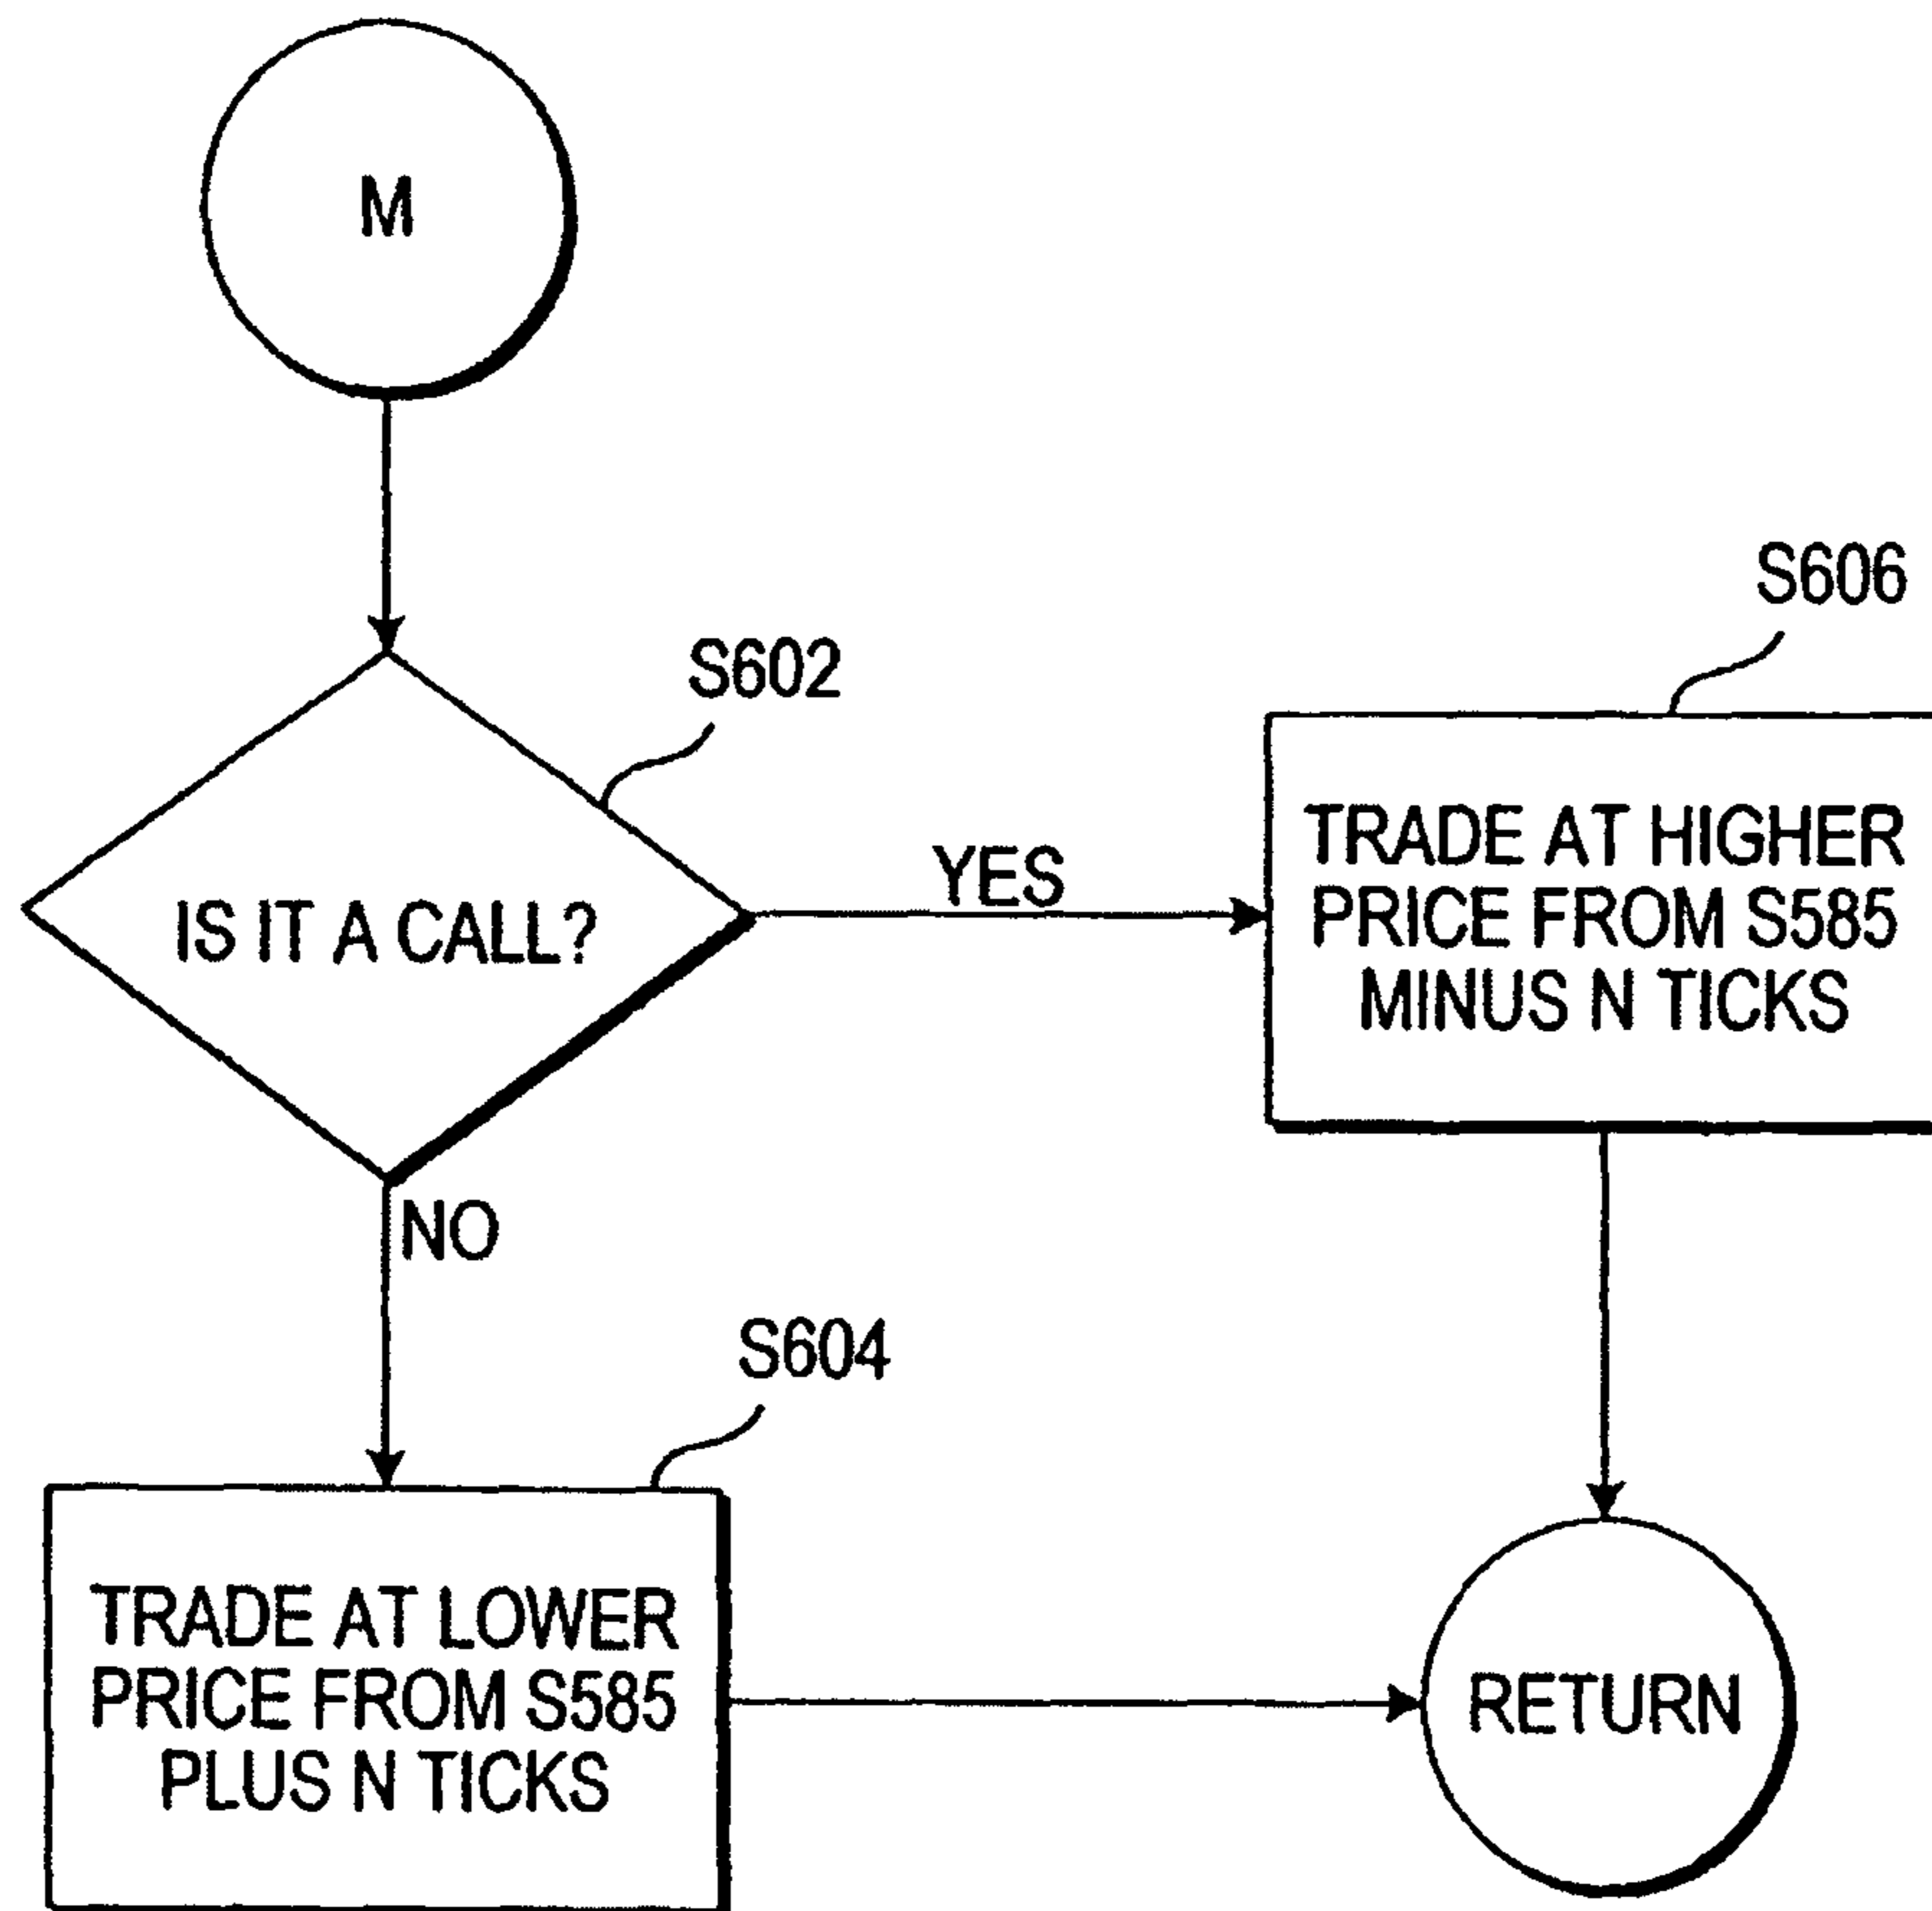 M
S602
IS IT A CALL?
YES
S606
TRADE AT HIGHER
PRICE FROM S585
MINUS N TICKS
NO
S604
TRADE AT LOWER
PRICE FROM S585
PLUS N TICKS
RETURN